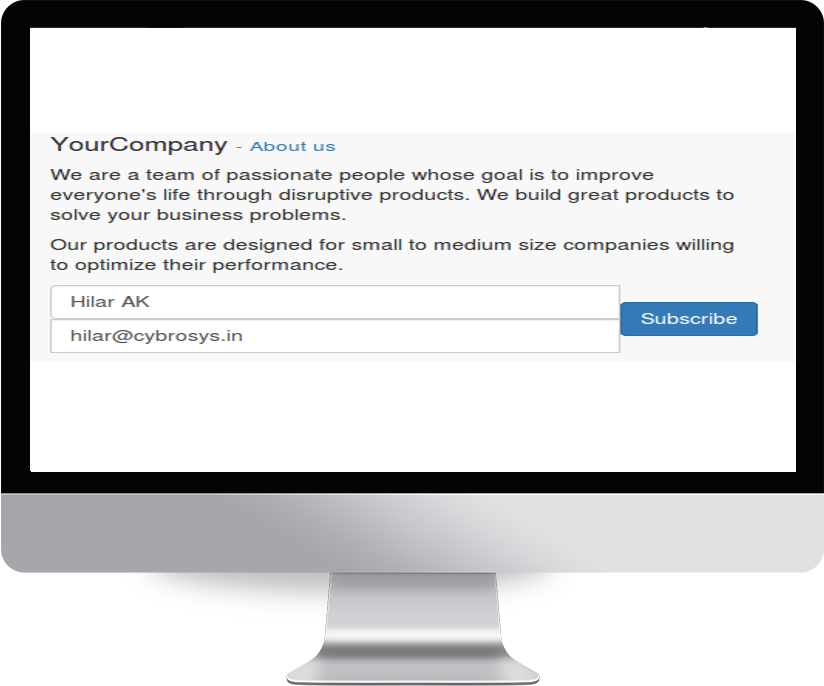 YourCompany - About us
We are a team of passionate people whose goal is to improve
everyone's life through disruptive products. We build great products to
solve your business problems.
Our products are designed for small to medium size companies willing
to optimize their performance.
Hilar AK
Subscribe
hilar@cybrosys.in